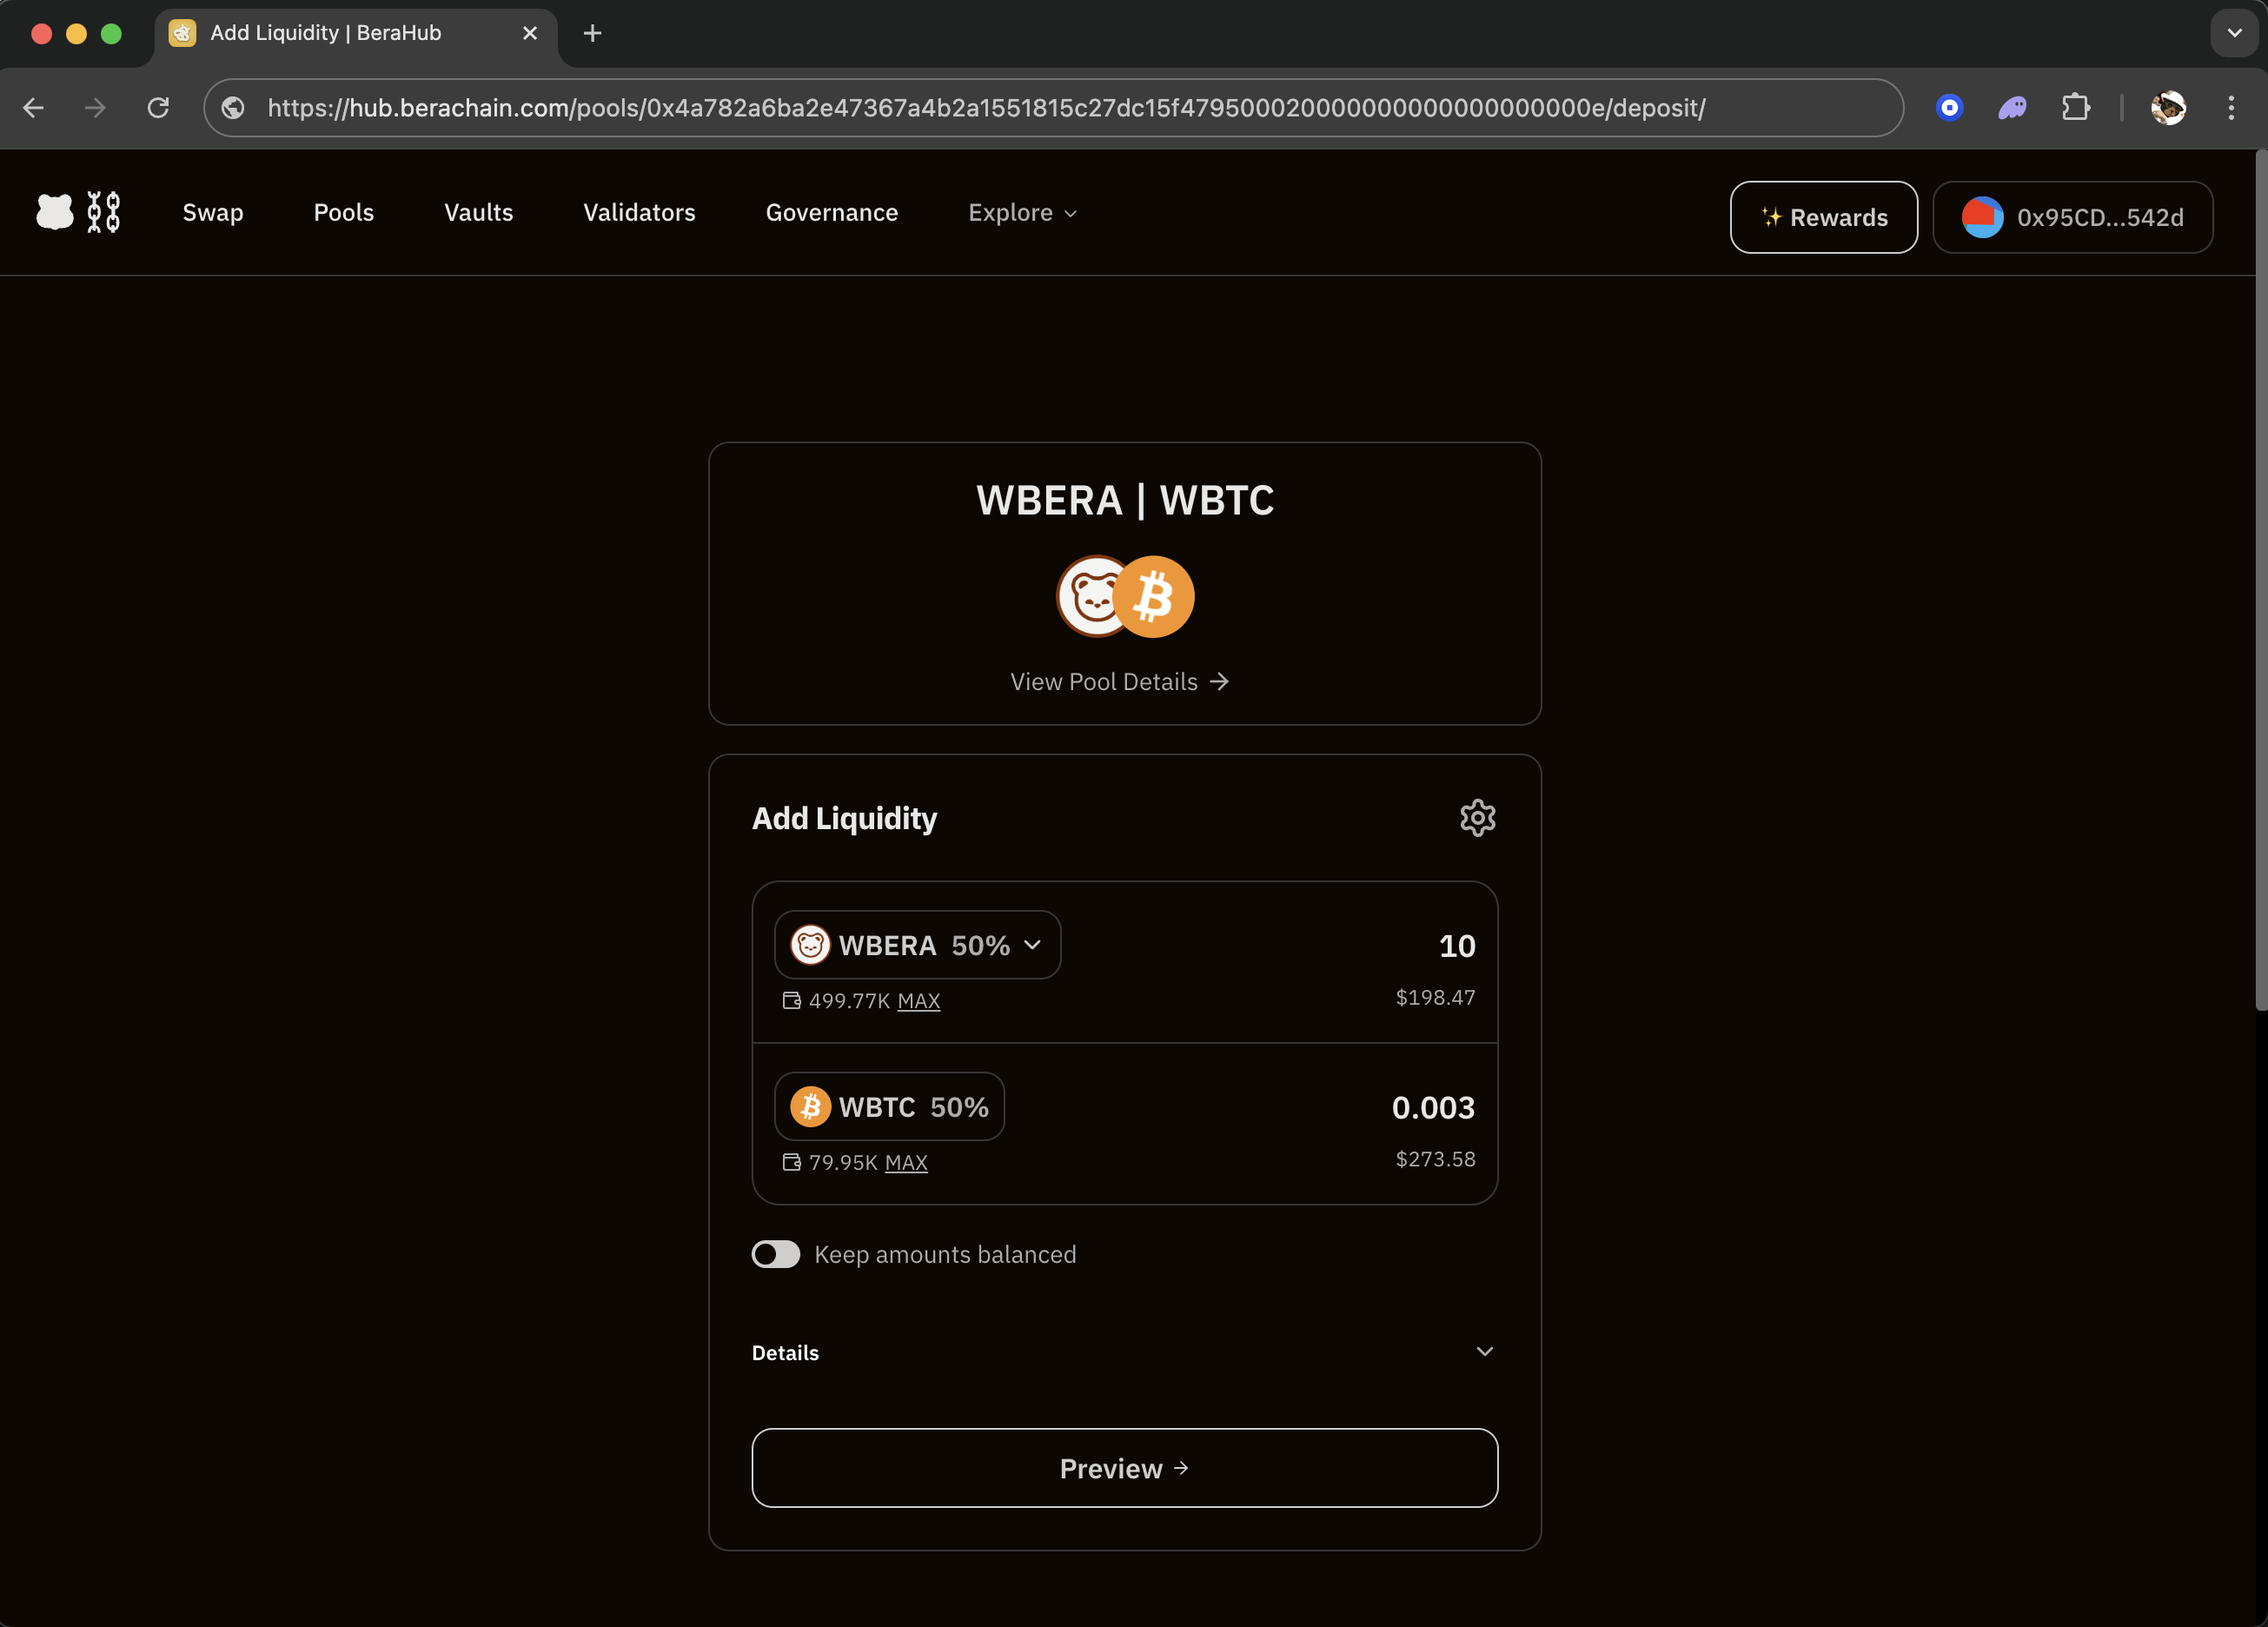 Add Liquidity | BeraHub
https://hub.berachain.com/pools/0x4a782a6ba2e47367a4b2a1551815c27dc15f479500020000000000000000000e/deposit/
Swap Pools Vaults Validators Governance Explore ✨ Rewards 0x95CD...542d
WBERA | WBTC
View Pool Details →
Add Liquidity
WBERA 50% 10
499.77K MAX $198.47
WBTC 50% 0.003
79.95K MAX $273.58
Keep amounts balanced
Details
Preview →